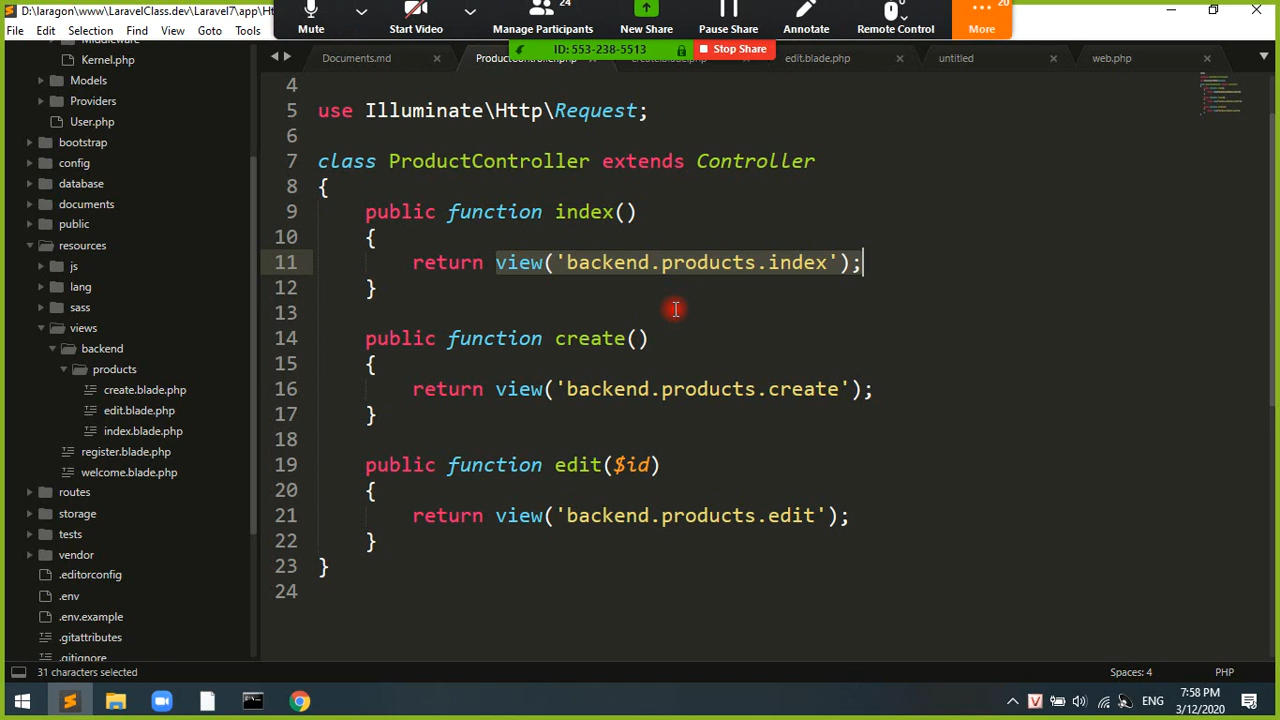 D:\laragon\www\LaravelClass.dev\Laravel7\app\Ht
File Edit Selection Find View Goto Tools
Mute
Start Video
24
Manage Participants
New Share
Pause Share
Annotate
Remote Control
20
More
ID: 553-238-5513
Stop Share
Documents.md
edit.blade.php
untitled
web.php
Kernel.php
Models
Providers
User.php
bootstrap
config
database
documents
public
resources
js
lang
sass
views
backend
products
create.blade.php
edit.blade.php
index.blade.php
register.blade.php
welcome.blade.php
routes
storage
tests
vendor
.editorconfig
.env
.env.example
.gitattributes
.gitignore
4
5 use Illuminate\Http\Request;
6
7 class ProductController extends Controller
8 {
9 public function index()
10 {
11 return view('backend.products.index');
12 }
13
14 public function create()
15 {
16 return view('backend.products.create');
17 }
18
19 public function edit($id)
20 {
21 return view('backend.products.edit');
22 }
23 }
24
31 characters selected
Spaces: 4
PHP
V
ENG
7:58 PM
3/12/2020